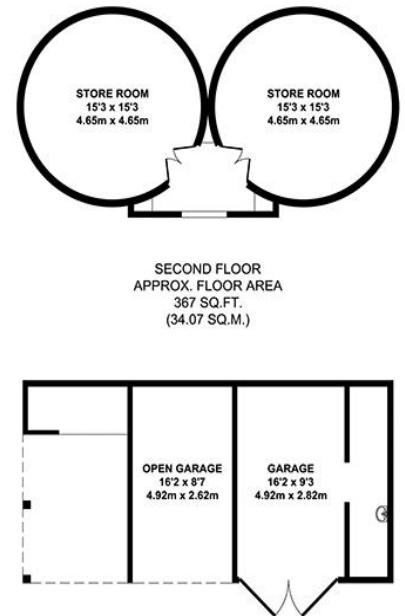 STORE ROOM
15'3 x 15'3
4.65m x 4.65m
STORE ROOM
15'3 x 15'3
4.65m x 4.65m
SECOND FLOOR
APPROX. FLOOR AREA
367 SQ.FT.
(34.07 SQ.M.)
OPEN GARAGE
16'2 x 8'7
4.92m x 2.62m
GARAGE
16'2 x 9'3
4.92m x 2.82m